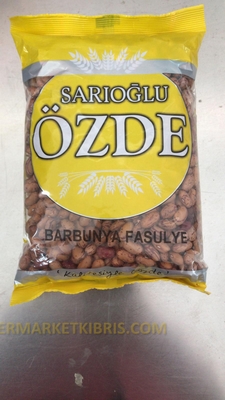 SARIOĞLU
ÖZDE
BARBUNYA FASULYE
ERMARKETKIBRIS.COM